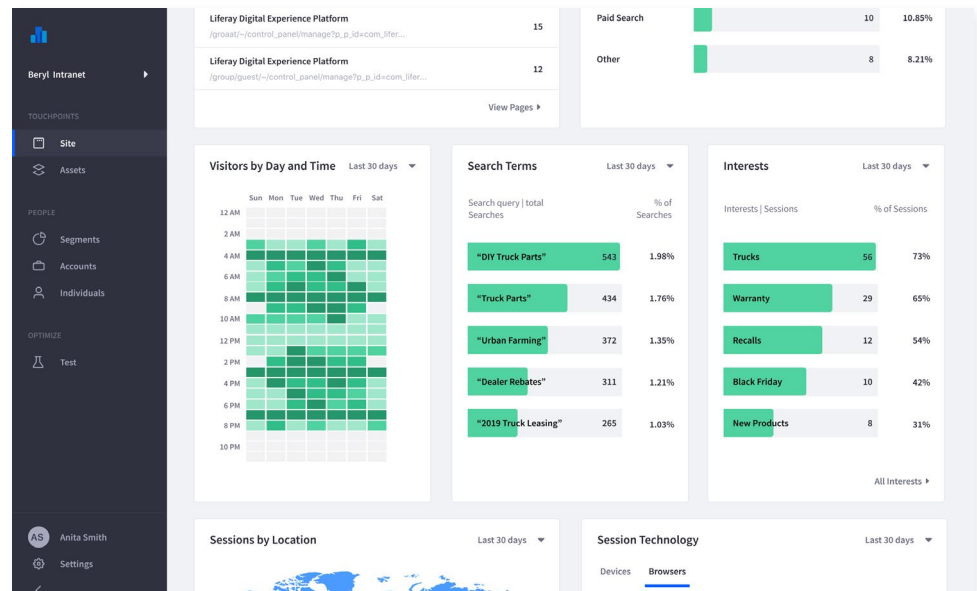 Beryl Intranet
TOUCHPOINTS
Site
Assets
PEOPLE
Segments
Accounts
Individuals
OPTIMIZE
Test
AS Anita Smith
Settings
Liferay Digital Experience Platform
/groaat/~/control_panel/manage?p_p_id=com_lifer...
15
Liferay Digital Experience Platform
/group/guest/~/control_panel/manage?p_p_id=com_lifer...
12
View Pages
Paid Search 10 10.85%
Other 8 8.21%
Visitors by Day and Time Last 30 days
Sun Mon Tue Wed Thu Fri Sat
12 AM
2 AM
4 AM
6 AM
8 AM
10 AM
12 PM
2 PM
4 PM
6 PM
8 PM
10 PM
Search Terms Last 30 days
Search query | total % of
Searches Searches
“DIY Truck Parts” 543 1.98%
“Truck Parts” 434 1.76%
“Urban Farming” 372 1.35%
“Dealer Rebates” 311 1.21%
“2019 Truck Leasing” 265 1.03%
Interests Last 30 days
Interests | Sessions % of Sessions
Trucks 56 73%
Warranty 29 65%
Recalls 12 54%
Black Friday 10 42%
New Products 8 31%
All Interests
Sessions by Location Last 30 days
Session Technology Last 30 days
Devices Browsers